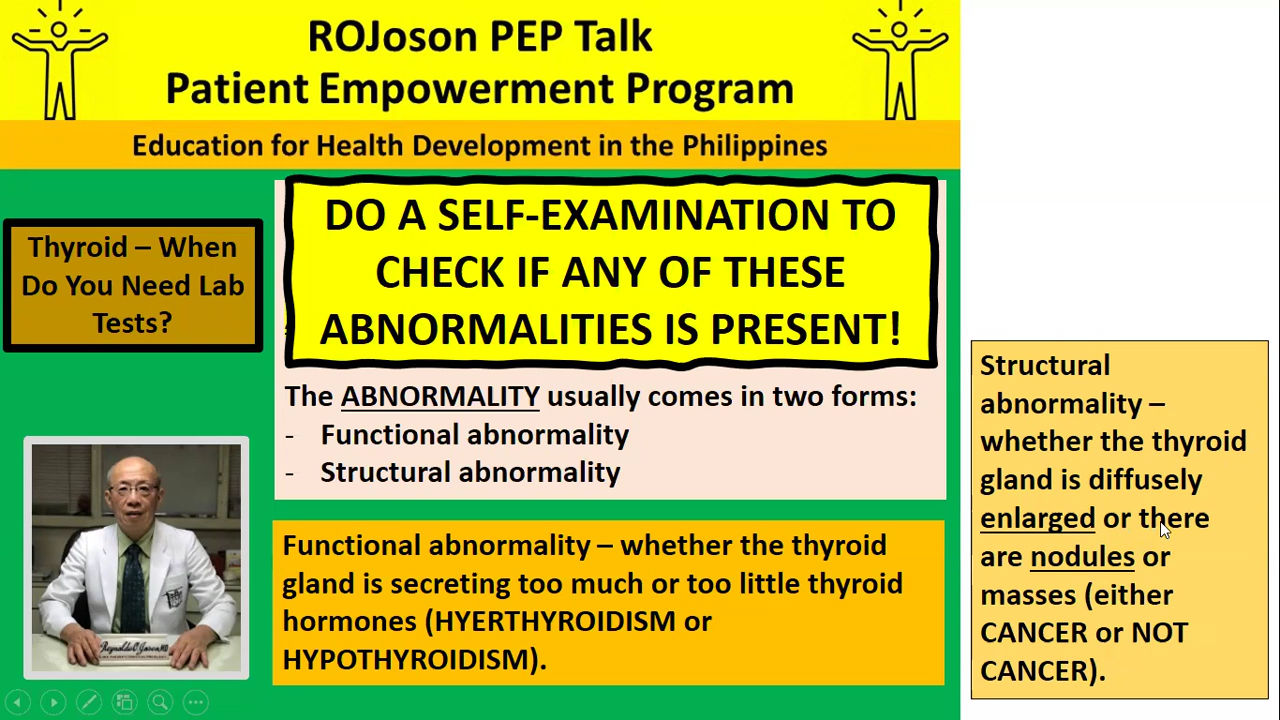 ROJoson PEP Talk
Patient Empowerment Program
Education for Health Development in the Philippines
Thyroid – When
Do You Need Lab
Tests?
DO A SELF-EXAMINATION TO
CHECK IF ANY OF THESE
ABNORMALITIES IS PRESENT!
The ABNORMALITY usually comes in two forms:
- Functional abnormality
- Structural abnormality
Functional abnormality – whether the thyroid
gland is secreting too much or too little thyroid
hormones (HYERTHYROIDISM or
HYPOTHYROIDISM).
Structural
abnormality –
whether the thyroid
gland is diffusely
enlarged or there
are nodules or
masses (either
CANCER or NOT
CANCER).
Reynaldo O. Joson, MD